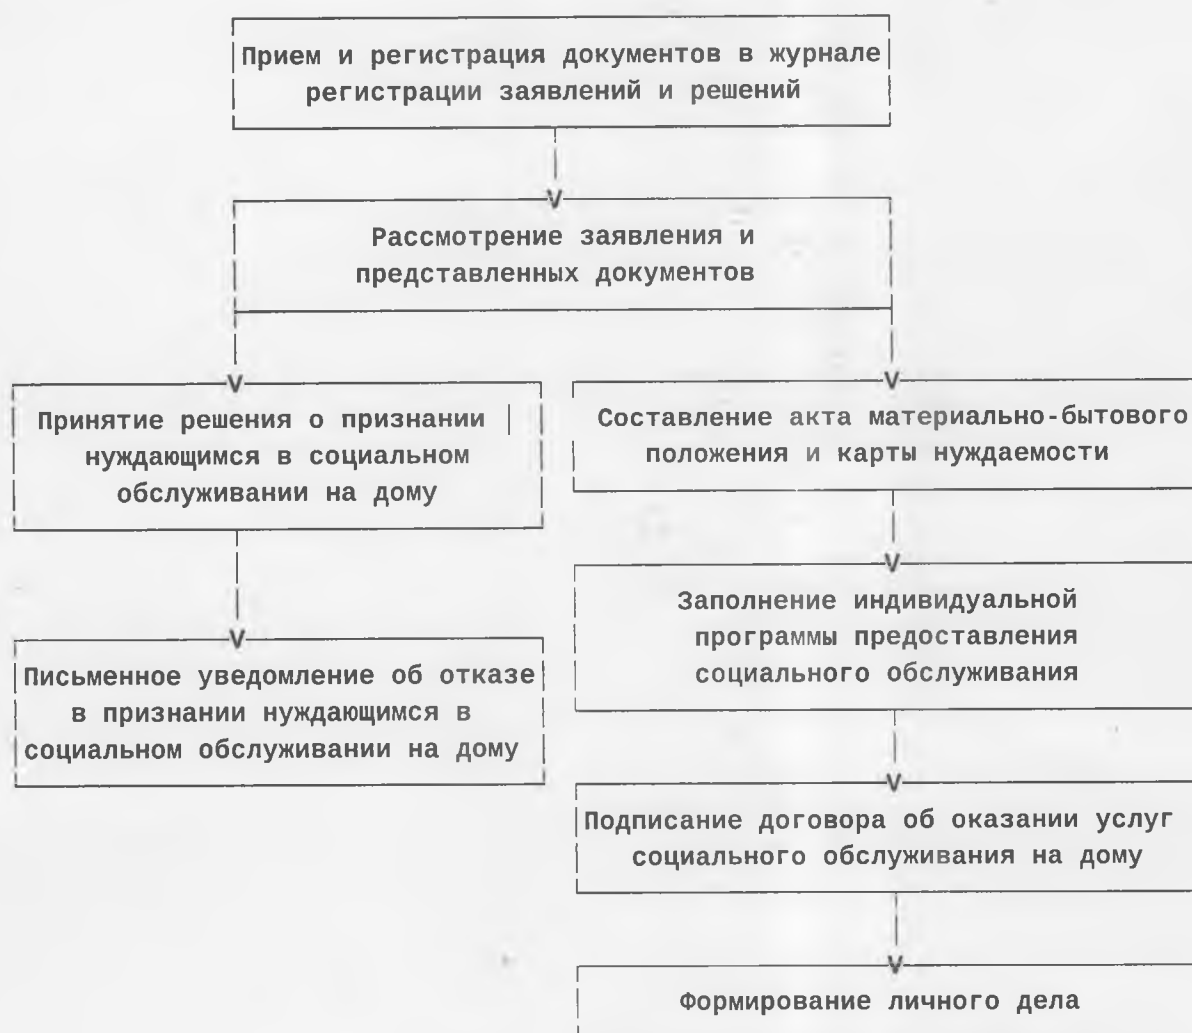 Прием и регистрация документов в журнале
регистрации заявлений и решений
Рассмотрение заявления и
представленных документов
Принятие решения о признании
нуждающимся в социальном
обслуживании на дому
Письменное уведомление об отказе
в признании нуждающимся в
социальном обслуживании на дому
Составление акта материально-бытового
положения и карты нуждаемости
Заполнение индивидуальной
программы предоставления
социального обслуживания
Подписание договора об оказании услуг
социального обслуживания на дому
Формирование личного дела